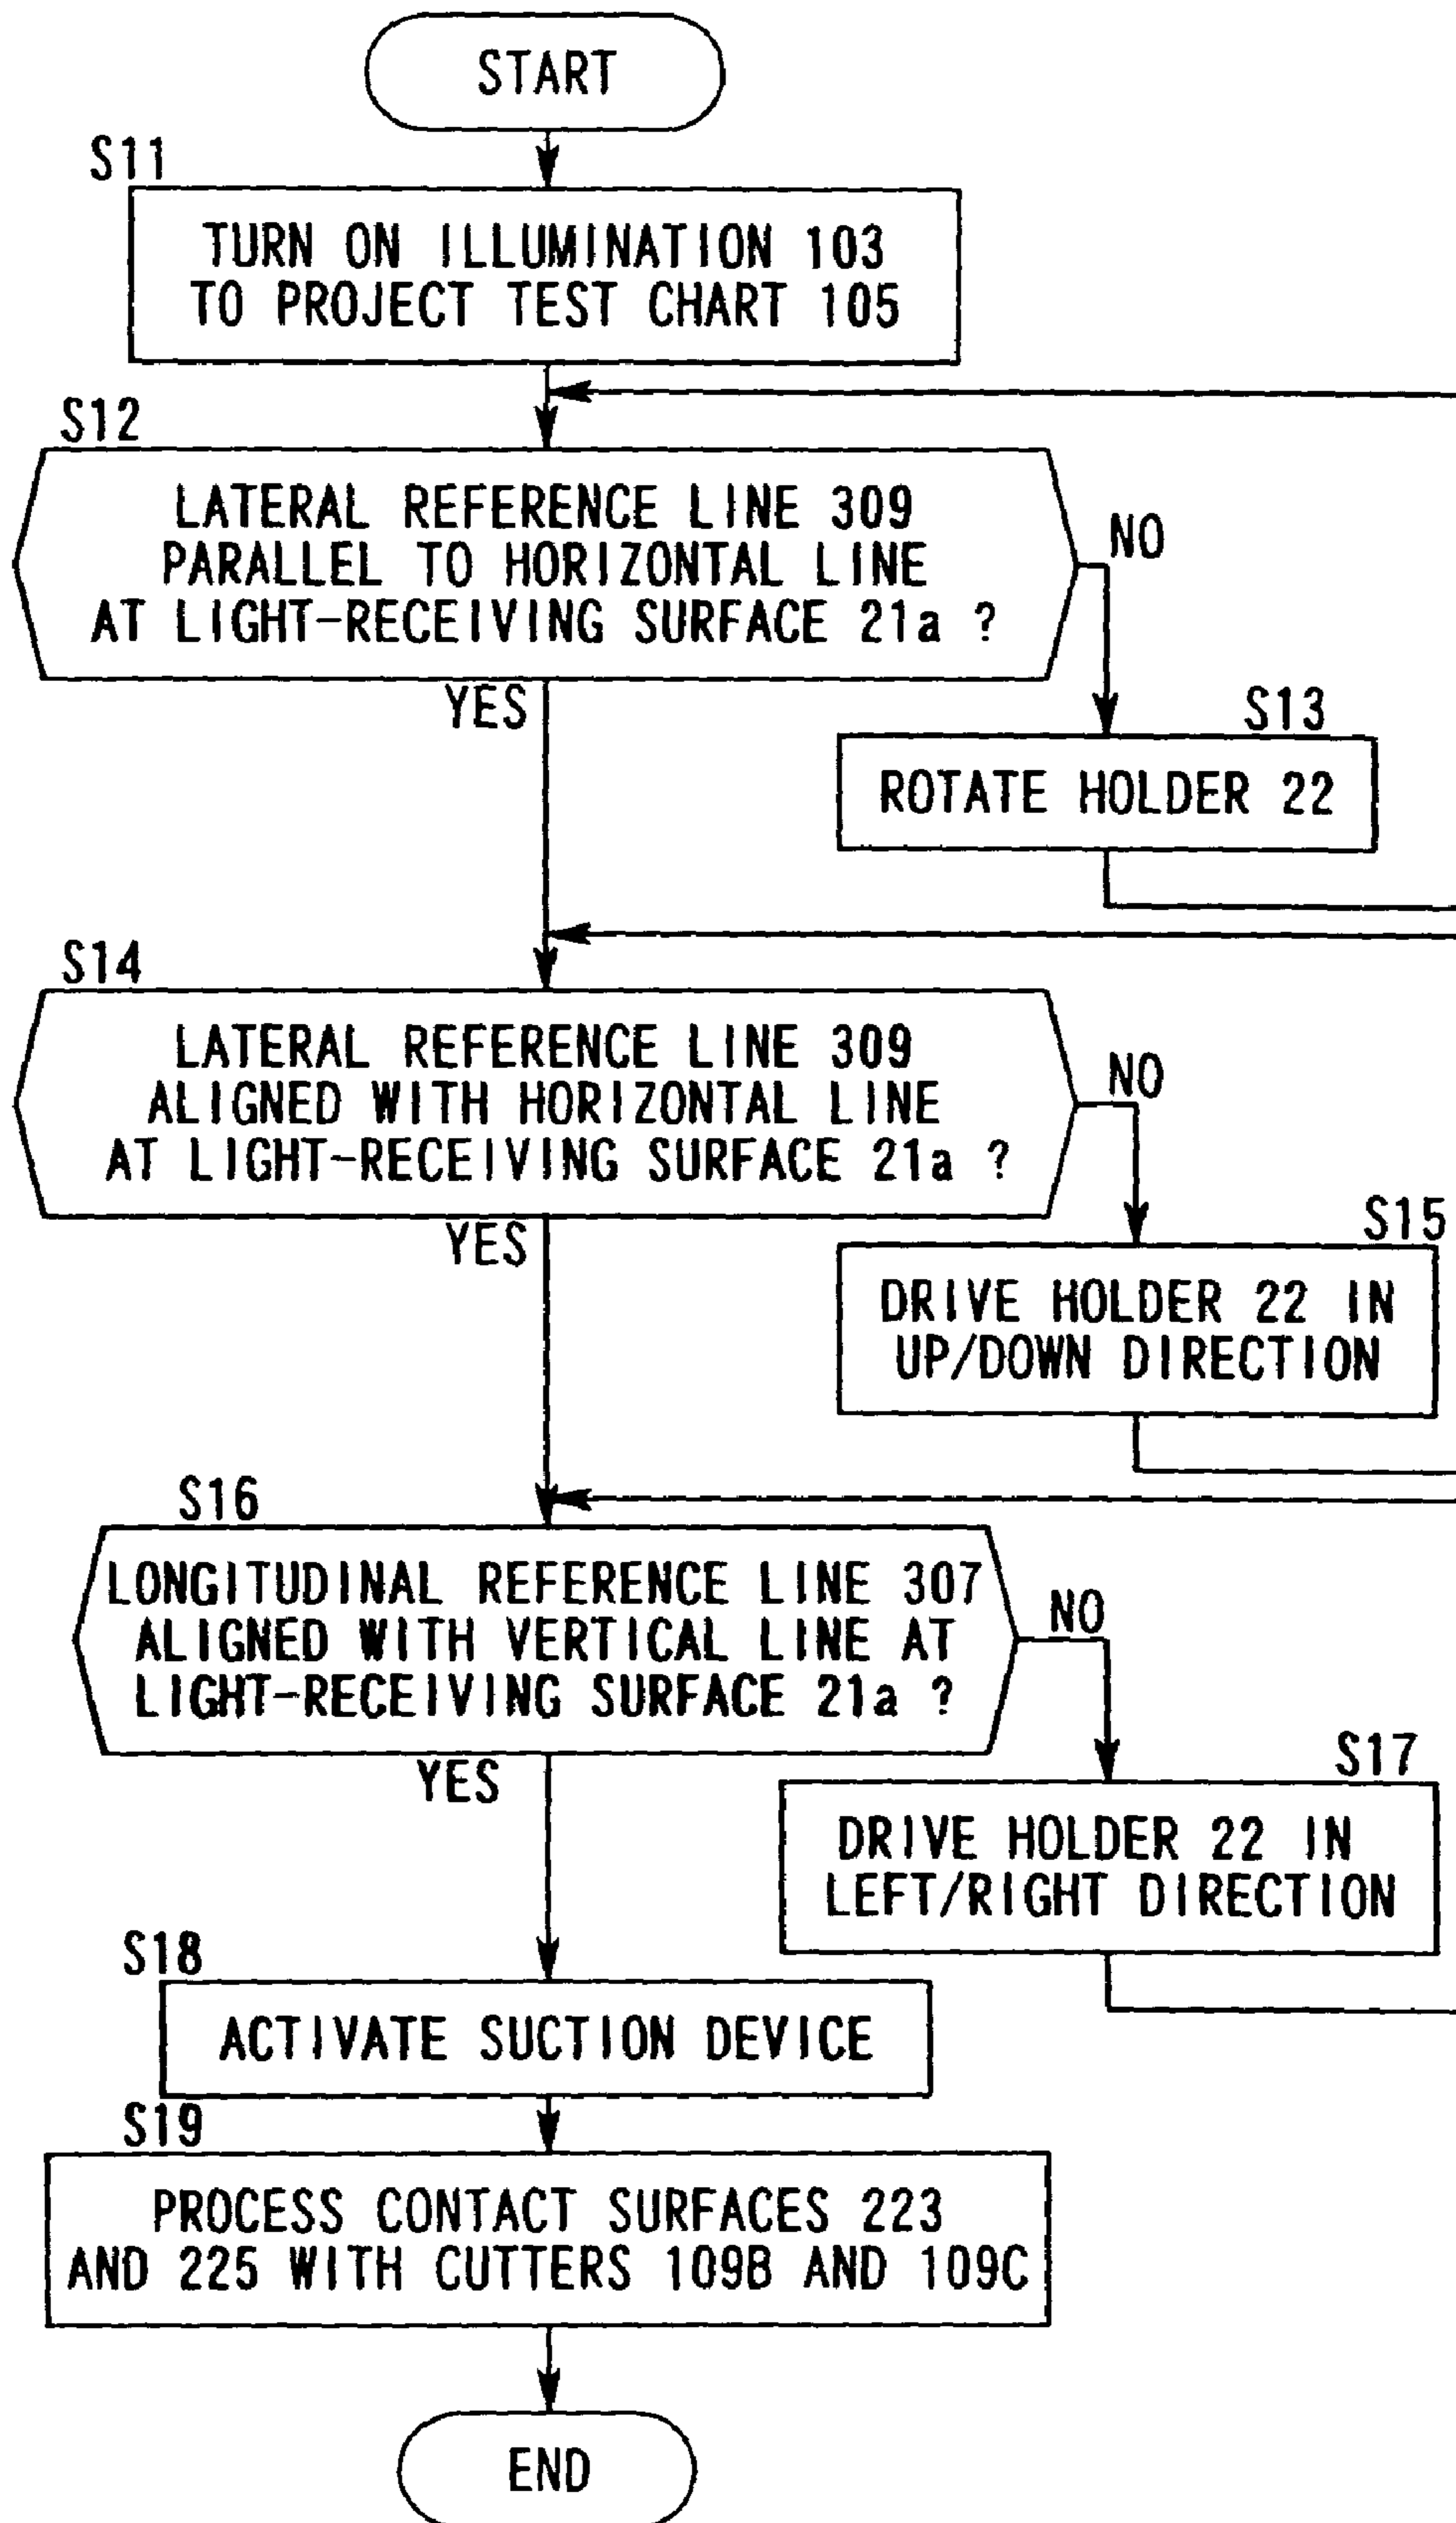 START
S11
TURN ON ILLUMINATION 103
TO PROJECT TEST CHART 105
S12
LATERAL REFERENCE LINE 309
PARALLEL TO HORIZONTAL LINE
AT LIGHT-RECEIVING SURFACE 21a ?
NO
YES
S13
ROTATE HOLDER 22
S14
LATERAL REFERENCE LINE 309
ALIGNED WITH HORIZONTAL LINE
AT LIGHT-RECEIVING SURFACE 21a ?
NO
YES
S15
DRIVE HOLDER 22 IN
UP/DOWN DIRECTION
S16
LONGITUDINAL REFERENCE LINE 307
ALIGNED WITH VERTICAL LINE AT
LIGHT-RECEIVING SURFACE 21a ?
NO
YES
S17
DRIVE HOLDER 22 IN
LEFT/RIGHT DIRECTION
S18
ACTIVATE SUCTION DEVICE
S19
PROCESS CONTACT SURFACES 223
AND 225 WITH CUTTERS 109B AND 109C
END